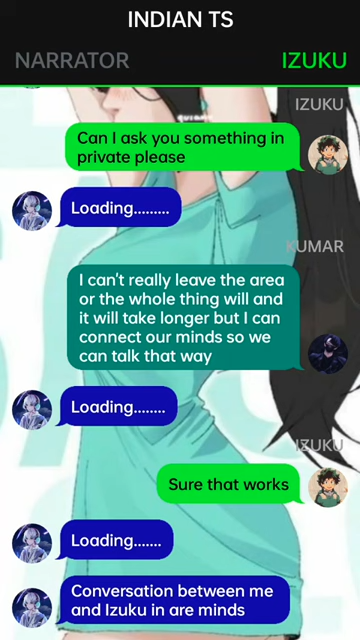 INDIAN TS
NARRATOR IZUKU
IZUKU
Can I ask you something in
private please
Loading.........
KUMAR
I can't really leave the area
or the whole thing will and
it will take longer but I can
connect our minds so we
can talk that way
Loading........
IZUKU
Sure that works
Loading.......
Conversation between me
and Izuku in are minds